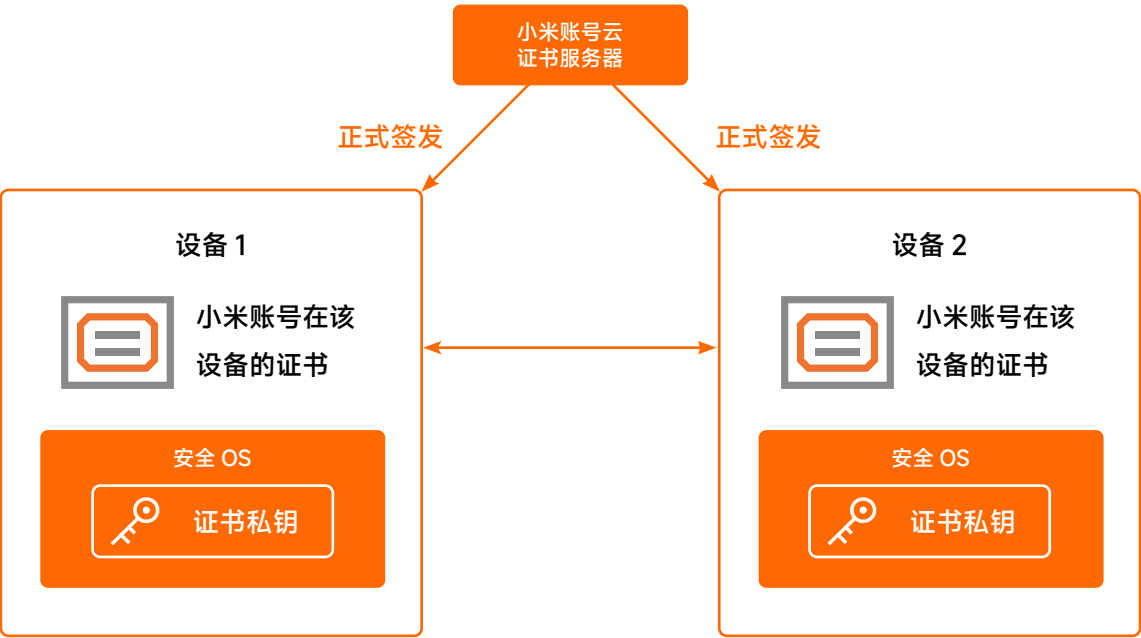 小米账号云
证书服务器
正式签发
正式签发
设备 1
小米账号在该
设备的证书
安全 OS
证书私钥
设备 2
小米账号在该
设备的证书
安全 OS
证书私钥